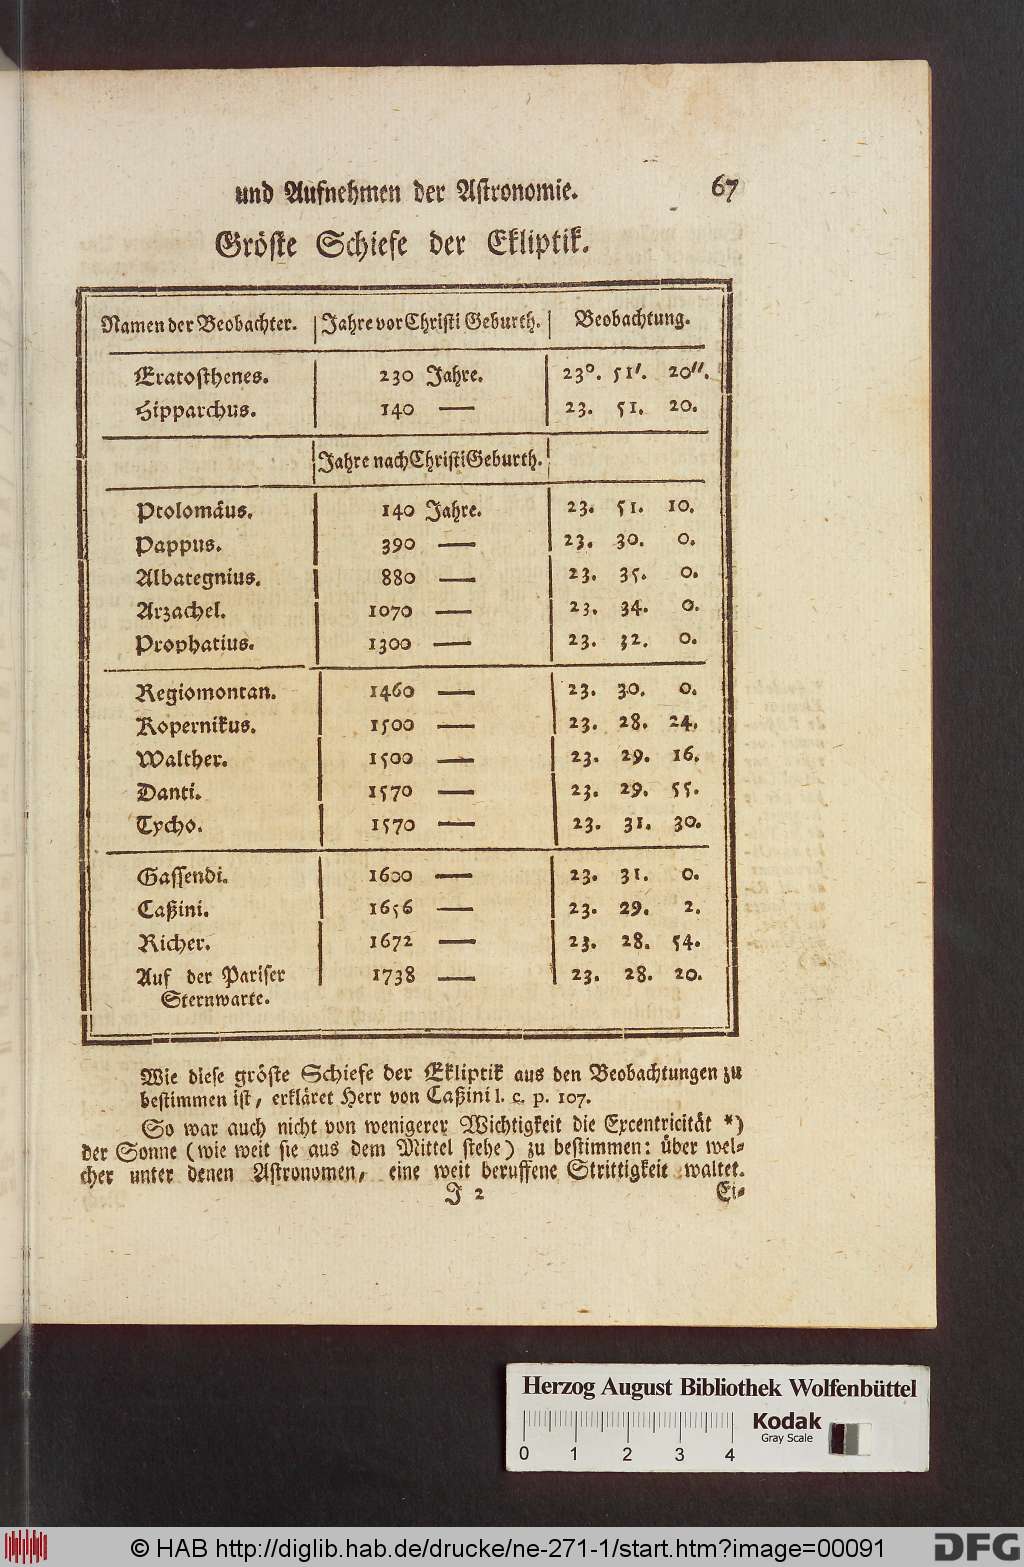 und Aufnehmen der Astronomie. 67
Gröste Schiefe der Ekliptik.
Namen der Beobachter. Jahre vor Christi Geburth. Beobachtung.
Eratosthenes. 230 Jahre. 23°. 51'. 20''.
Hipparchus. 140 — 23. 51. 20.
Jahre nach Christi Geburth.
Ptolomäus. 140 Jahre. 23. 51. 10.
Pappus. 390 — 23. 30. 0.
Albategnius. 880 — 23. 35. 0.
Arzachel. 1070 — 23. 34. 0.
Prophatius. 1300 — 23. 32. 0.
Regiomontan. 1460 — 23. 30. 0.
Kopernikus. 1500 — 23. 28. 24.
Walther. 1500 — 23. 29. 16.
Danti. 1570 — 23. 29. 55.
Tycho. 1570 — 23. 31. 30.
Gassendi. 1600 — 23. 31. 0.
Caßini. 1656 — 23. 29. 2.
Richer. 1672 — 23. 28. 54.
Auf der Pariser 1738 — 23. 28. 20.
Sternwarte.
Wie diese gröste Schiefe der Ekliptik aus den Beobachtungen zu
bestimmen ist, erkläret Herr von Caßini l. c. p. 107.
So war auch nicht von wenigerer Wichtigkeit die Excentricität *)
der Sonne (wie weit sie aus dem Mittel stehe) zu bestimmen: über wel-
cher unter denen Astronomen, eine weit beruffene Strittigkeit waltet.
J 2 Ei-
Herzog August Bibliothek Wolfenbüttel
Kodak
Gray Scale
0 1 2 3 4
© HAB http://diglib.hab.de/drucke/ne-271-1/start.htm?image=00091
DFG